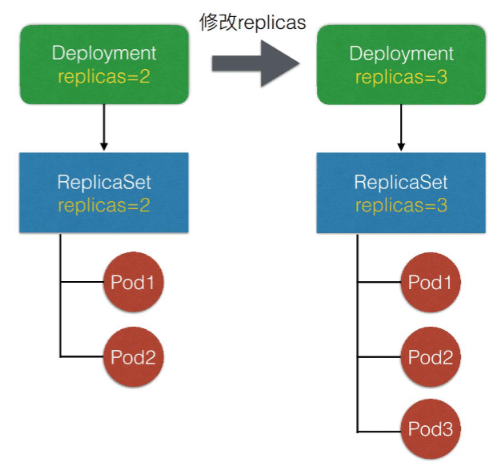 修改replicas
Deployment
replicas=2
ReplicaSet
replicas=2
Pod1
Pod2
Deployment
replicas=3
ReplicaSet
replicas=3
Pod1
Pod2
Pod3